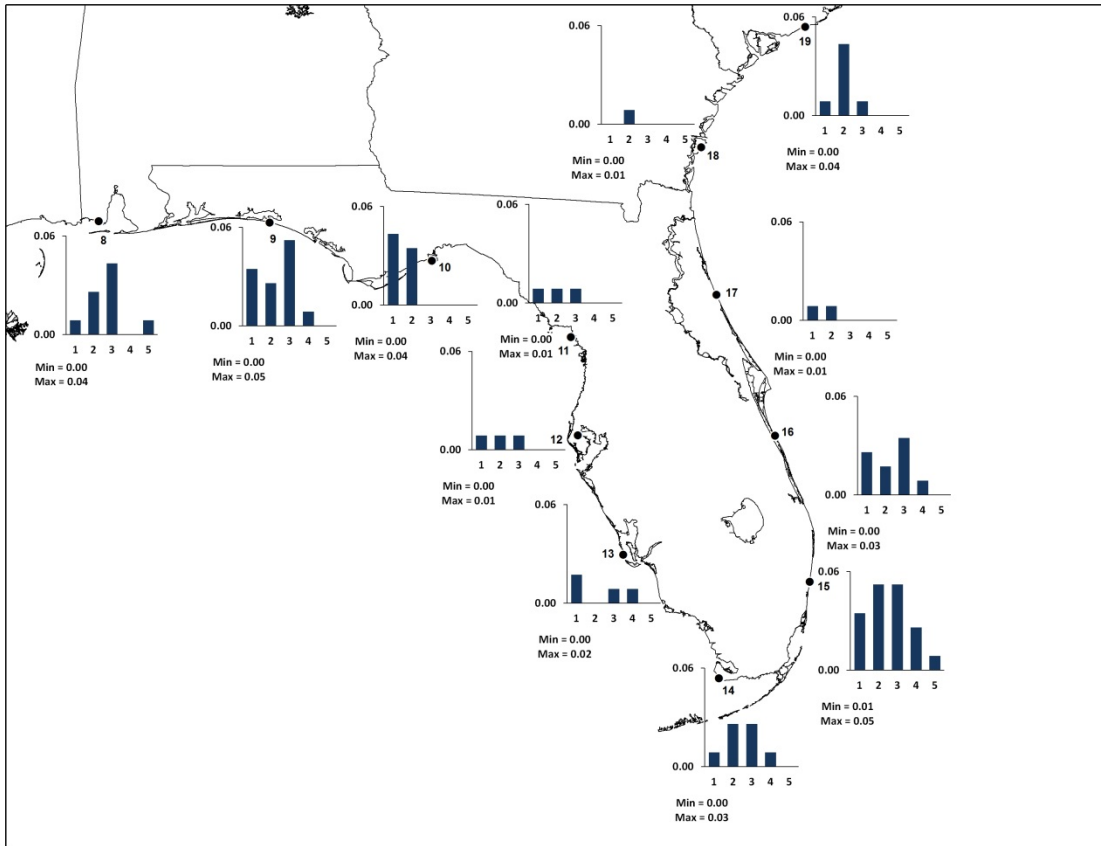 0.06
0.00
1 2 3 4 5
Min = 0.00
Max = 0.01
18
19
0.06
0.00
1 2 3 4 5
Min = 0.00
Max = 0.04
8
0.06
0.00
1 2 3 4 5
Min = 0.00
Max = 0.04
9
0.06
0.00
1 2 3 4 5
Min = 0.00
Max = 0.05
10
0.06
0.00
1 2 3 4 5
Min = 0.00
Max = 0.04
0.06
0.00
1 2 3 4 5
Min = 0.00
Max = 0.01
11
17
0.06
0.00
1 2 3 4 5
Min = 0.00
Max = 0.01
0.06
0.00
12
1 2 3 4 5
Min = 0.00
Max = 0.01
16
0.06
0.00
1 2 3 4 5
Min = 0.00
Max = 0.03
0.06
0.00
13
1 2 3 4 5
Min = 0.00
Max = 0.02
15
0.06
0.00
1 2 3 4 5
Min = 0.01
Max = 0.05
14
0.06
0.00
1 2 3 4 5
Min = 0.00
Max = 0.03